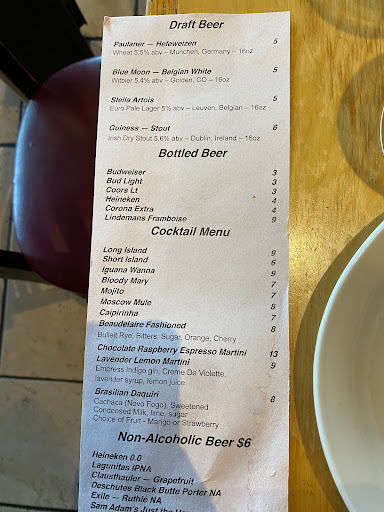 Draft Beer
Paulaner — Hefeweizen 5
Wheat 5.5% abv – Munchen, Germany – 16oz
Blue Moon — Belgian White 5
Witbier 5.4% abv – Golden, CO – 16oz
Stella Artois 5
Euro Pale Lager 5% abv – Leuven, Belgian – 16oz
Guiness — Stout 6
Irish Dry Stout 5.6% abv – Dublin, Ireland – 16oz
Bottled Beer
Budweiser 3
Bud Light 3
Coors Lt 3
Heineken 4
Corona Extra 4
Lindemans Framboise 9
Cocktail Menu
Long Island 9
Short Island 6
Iguana Wanna 9
Bloody Mary 7
Mojito 7
Moscow Mule 8
Caipirinha 7
Beaudelaire Fashioned 8
Bulleit Rye, Bitters, Sugar, Orange, Cherry
Chocolate Raspberry Espresso Martini 13
Lavender Lemon Martini 9
Empress Indigo gin, Creme De Violette,
lavender syrup, lemon juice
Brasilian Daquiri 8
Cachaca (Novo Fogo), Sweetened
Condensed Milk, lime, sugar
Choice of Fruit - Mango or Strawberry
Non-Alcoholic Beer $6
Heineken 0.0
Lagunitas IPNA
Clausthauler — Grapefruit
Deschutes Black Butte Porter NA
Exile – Ruthie NA
Sam Adam's Just the